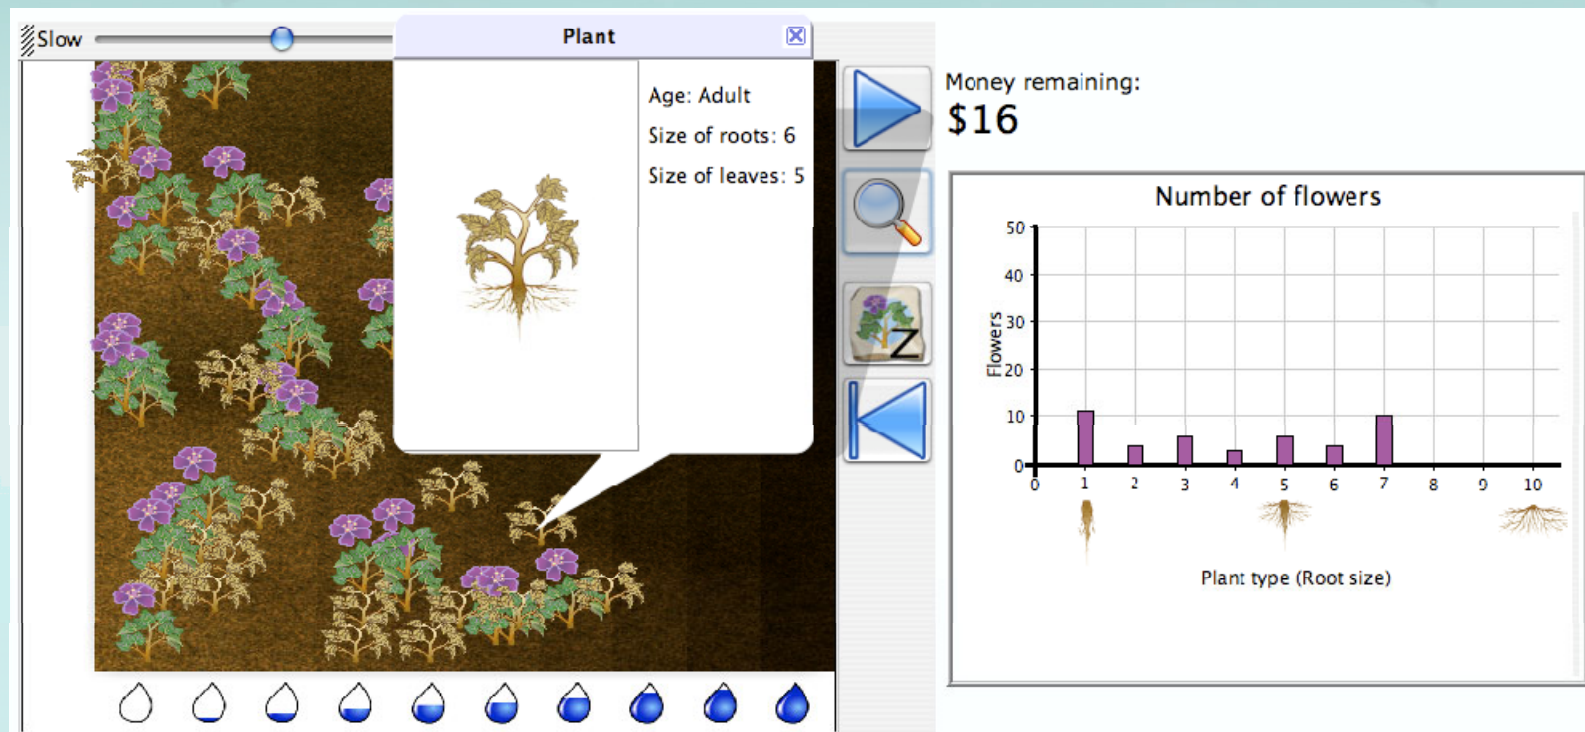 Slow
Plant
Age: Adult
Size of roots: 6
Size of leaves: 5
Z
Money remaining:
$16
Number of flowers
50
40
30
20
10
0
Flowers
0 1 2 3 4 5 6 7 8 9 10
Plant type (Root size)